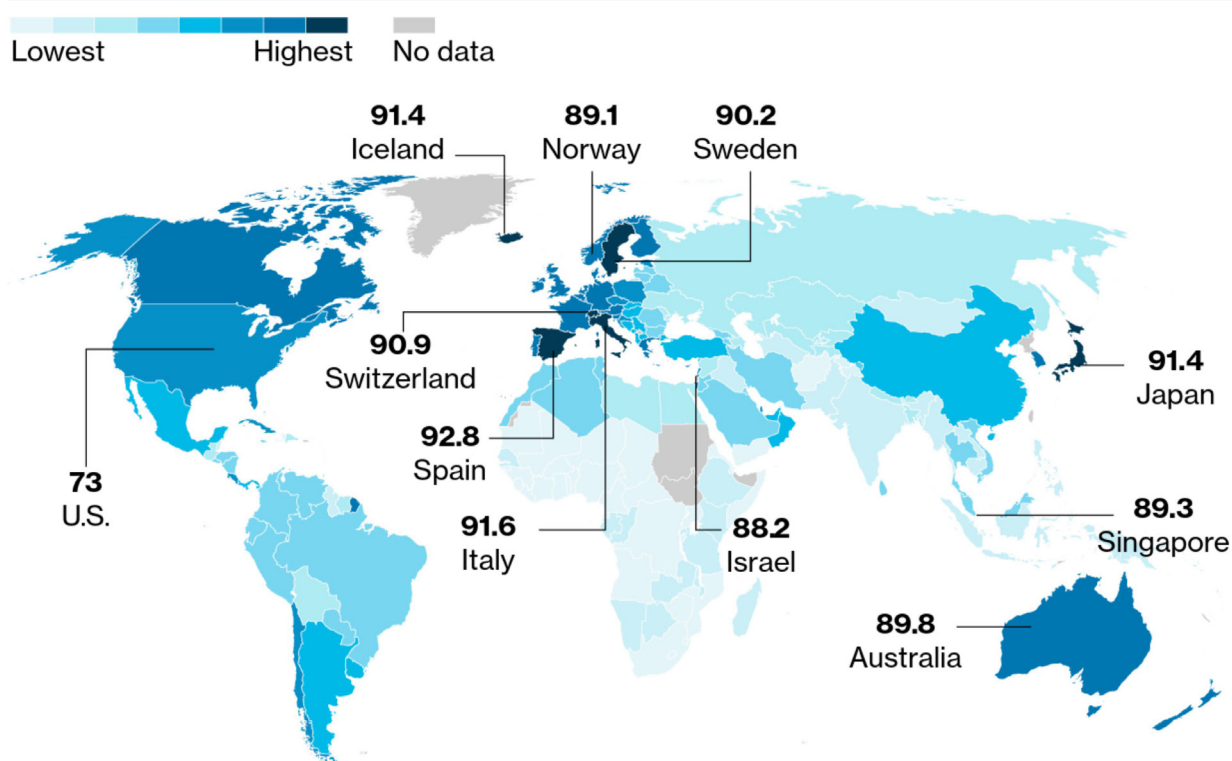 Lowest
Highest
No data
91.4
Iceland
89.1
Norway
90.2
Sweden
90.9
Switzerland
91.4
Japan
92.8
Spain
73
U.S.
91.6
Italy
88.2
Israel
89.3
Singapore
89.8
Australia